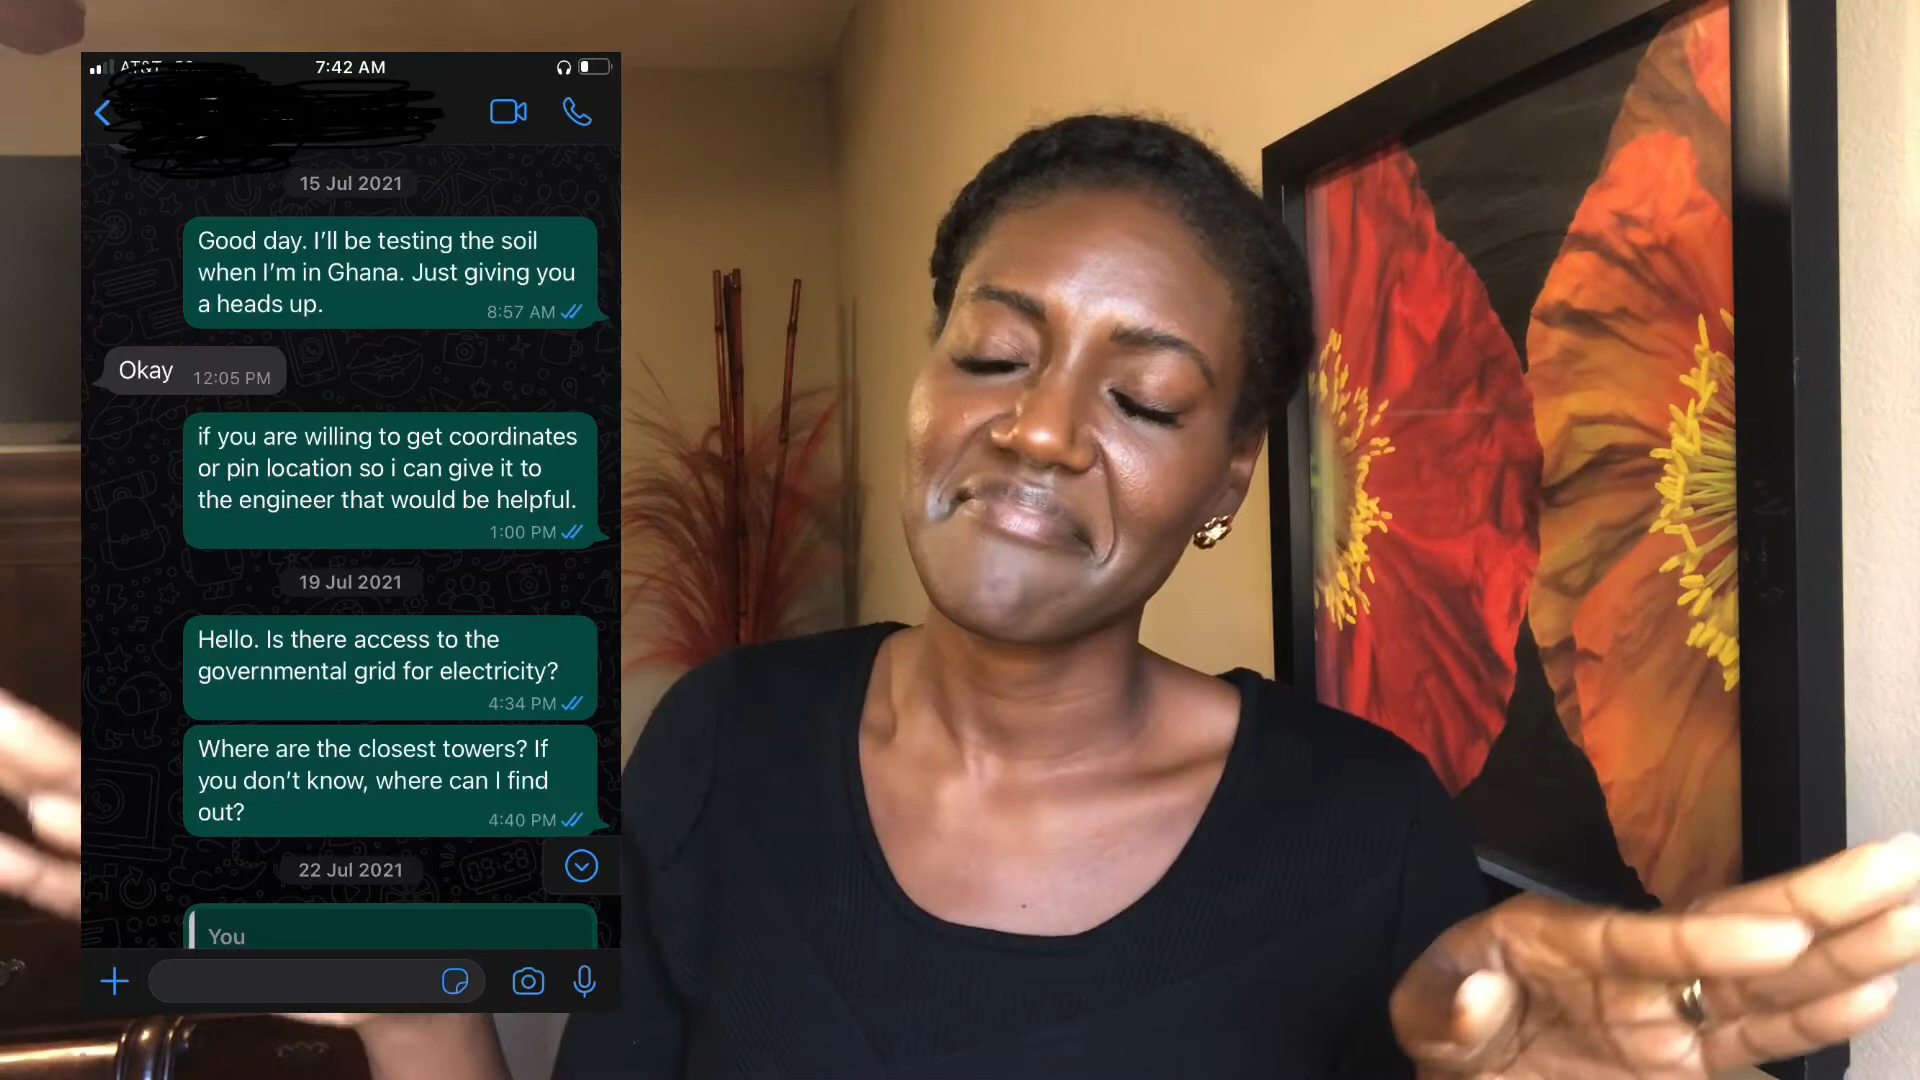 7:42 AM
15 Jul 2021
Good day. I'll be testing the soil
when I'm in Ghana. Just giving you
a heads up.
8:57 AM
Okay
12:05 PM
if you are willing to get coordinates
or pin location so i can give it to
the engineer that would be helpful.
1:00 PM
19 Jul 2021
Hello. Is there access to the
governmental grid for electricity?
4:34 PM
Where are the closest towers? If
you don't know, where can I find
out?
4:40 PM
22 Jul 2021
You